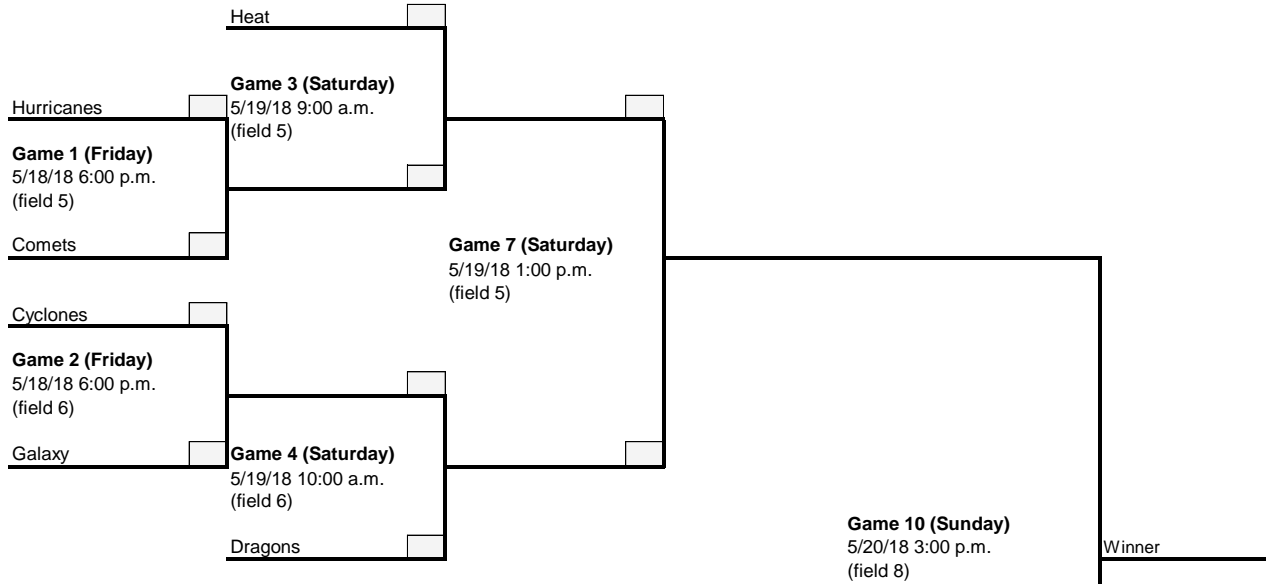 Heat
Game 3 (Saturday)
5/19/18 9:00 a.m.
(field 5)
Hurricanes
Game 1 (Friday)
5/18/18 6:00 p.m.
(field 5)
Comets
Game 7 (Saturday)
5/19/18 1:00 p.m.
(field 5)
Cyclones
Game 2 (Friday)
5/18/18 6:00 p.m.
(field 6)
Galaxy
Game 4 (Saturday)
5/19/18 10:00 a.m.
(field 6)
Dragons
Game 10 (Sunday)
5/20/18 3:00 p.m.
(field 8)
Winner